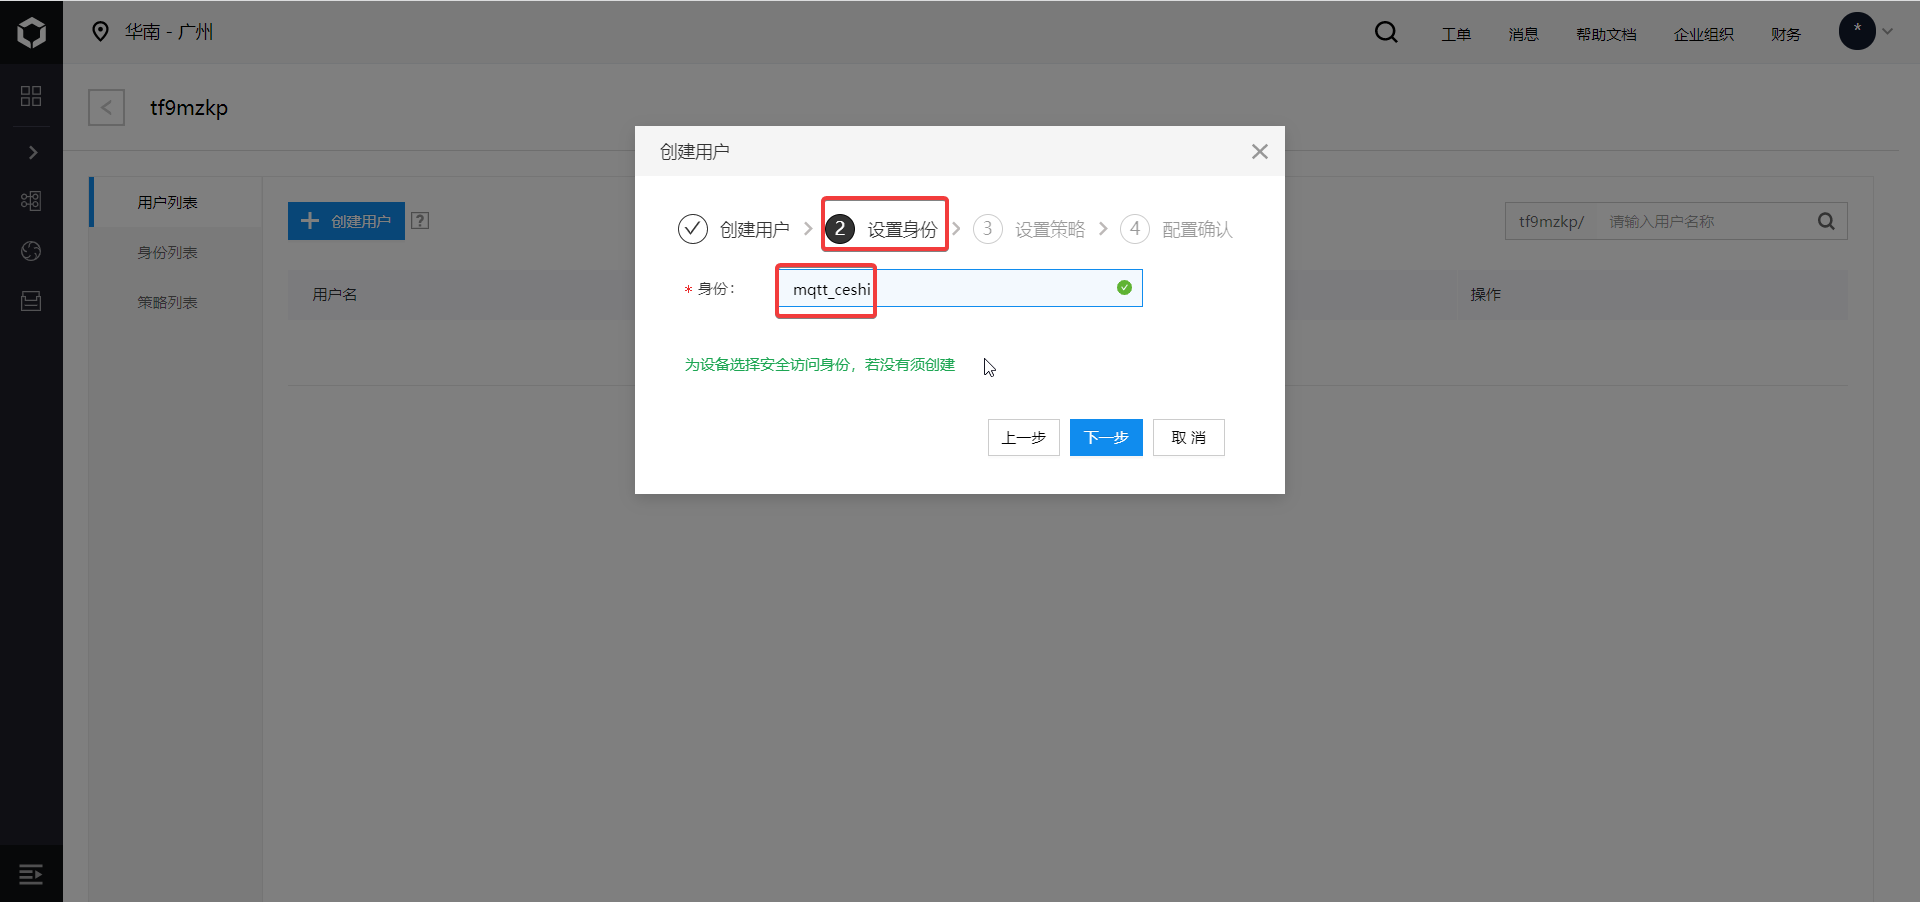 华南 - 广州
工单 消息 帮助文档 企业组织 财务 *
< tf9mzkp
用户列表
身份列表
策略列表
创建用户 ?
tf9mzkp/ 请输入用户名称
用户名 操作
创建用户
创建用户 2 设置身份 3 设置策略 4 配置确认
* 身份： mqtt_ceshi
为设备选择安全访问身份，若没有须创建
上一步 下一步 取 消